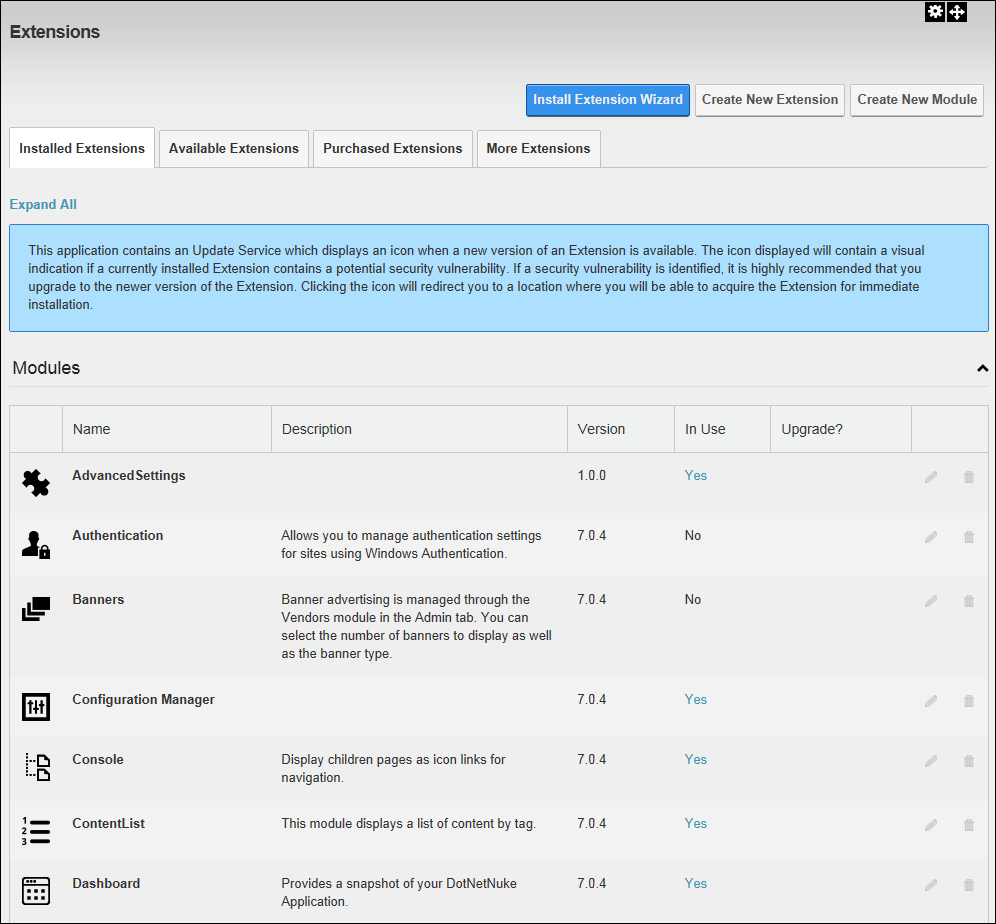 Extensions
Install Extension Wizard
Create New Extension
Create New Module
Installed Extensions
Available Extensions
Purchased Extensions
More Extensions
Expand All
This application contains an Update Service which displays an icon when a new version of an Extension is available. The icon displayed will contain a visual
indication if a currently installed Extension contains a potential security vulnerability. If a security vulnerability is identified, it is highly recommended that you
upgrade to the newer version of the Extension. Clicking the icon will redirect you to a location where you will be able to acquire the Extension for immediate
installation.
Modules
Name Description Version In Use Upgrade?
AdvancedSettings 1.0.0 Yes
Authentication Allows you to manage authentication settings 7.0.4 No
for sites using Windows Authentication.
Banners Banner advertising is managed through the 7.0.4 No
Vendors module in the Admin tab. You can
select the number of banners to display as well
as the banner type.
Configuration Manager 7.0.4 Yes
Console Display children pages as icon links for 7.0.4 Yes
navigation.
1
2
3
ContentList This module displays a list of content by tag. 7.0.4 Yes
Dashboard Provides a snapshot of your DotNetNuke 7.0.4 Yes
Application.